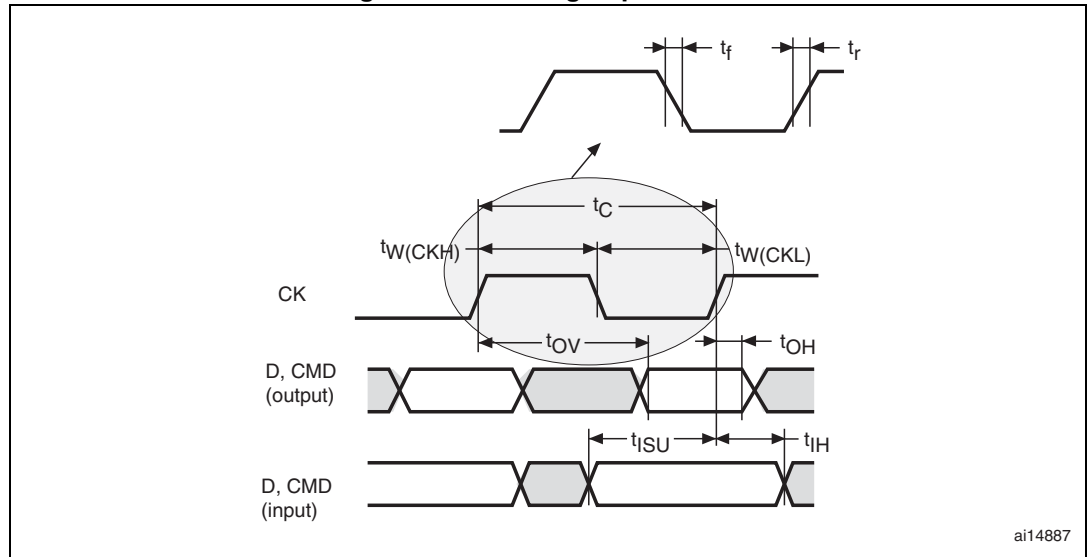 tf
tr
tC
tW(CKH)
tW(CKL)
CK
tOV
tOH
D, CMD
(output)
tISU
tIH
D, CMD
(input)
ai14887